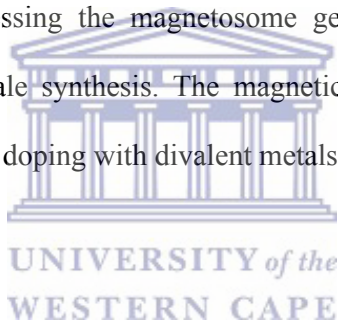 ssing the magnetosome ge
ale synthesis. The magnetic
doping with divalent metals
UNIVERSITY of the
WESTERN CAPE